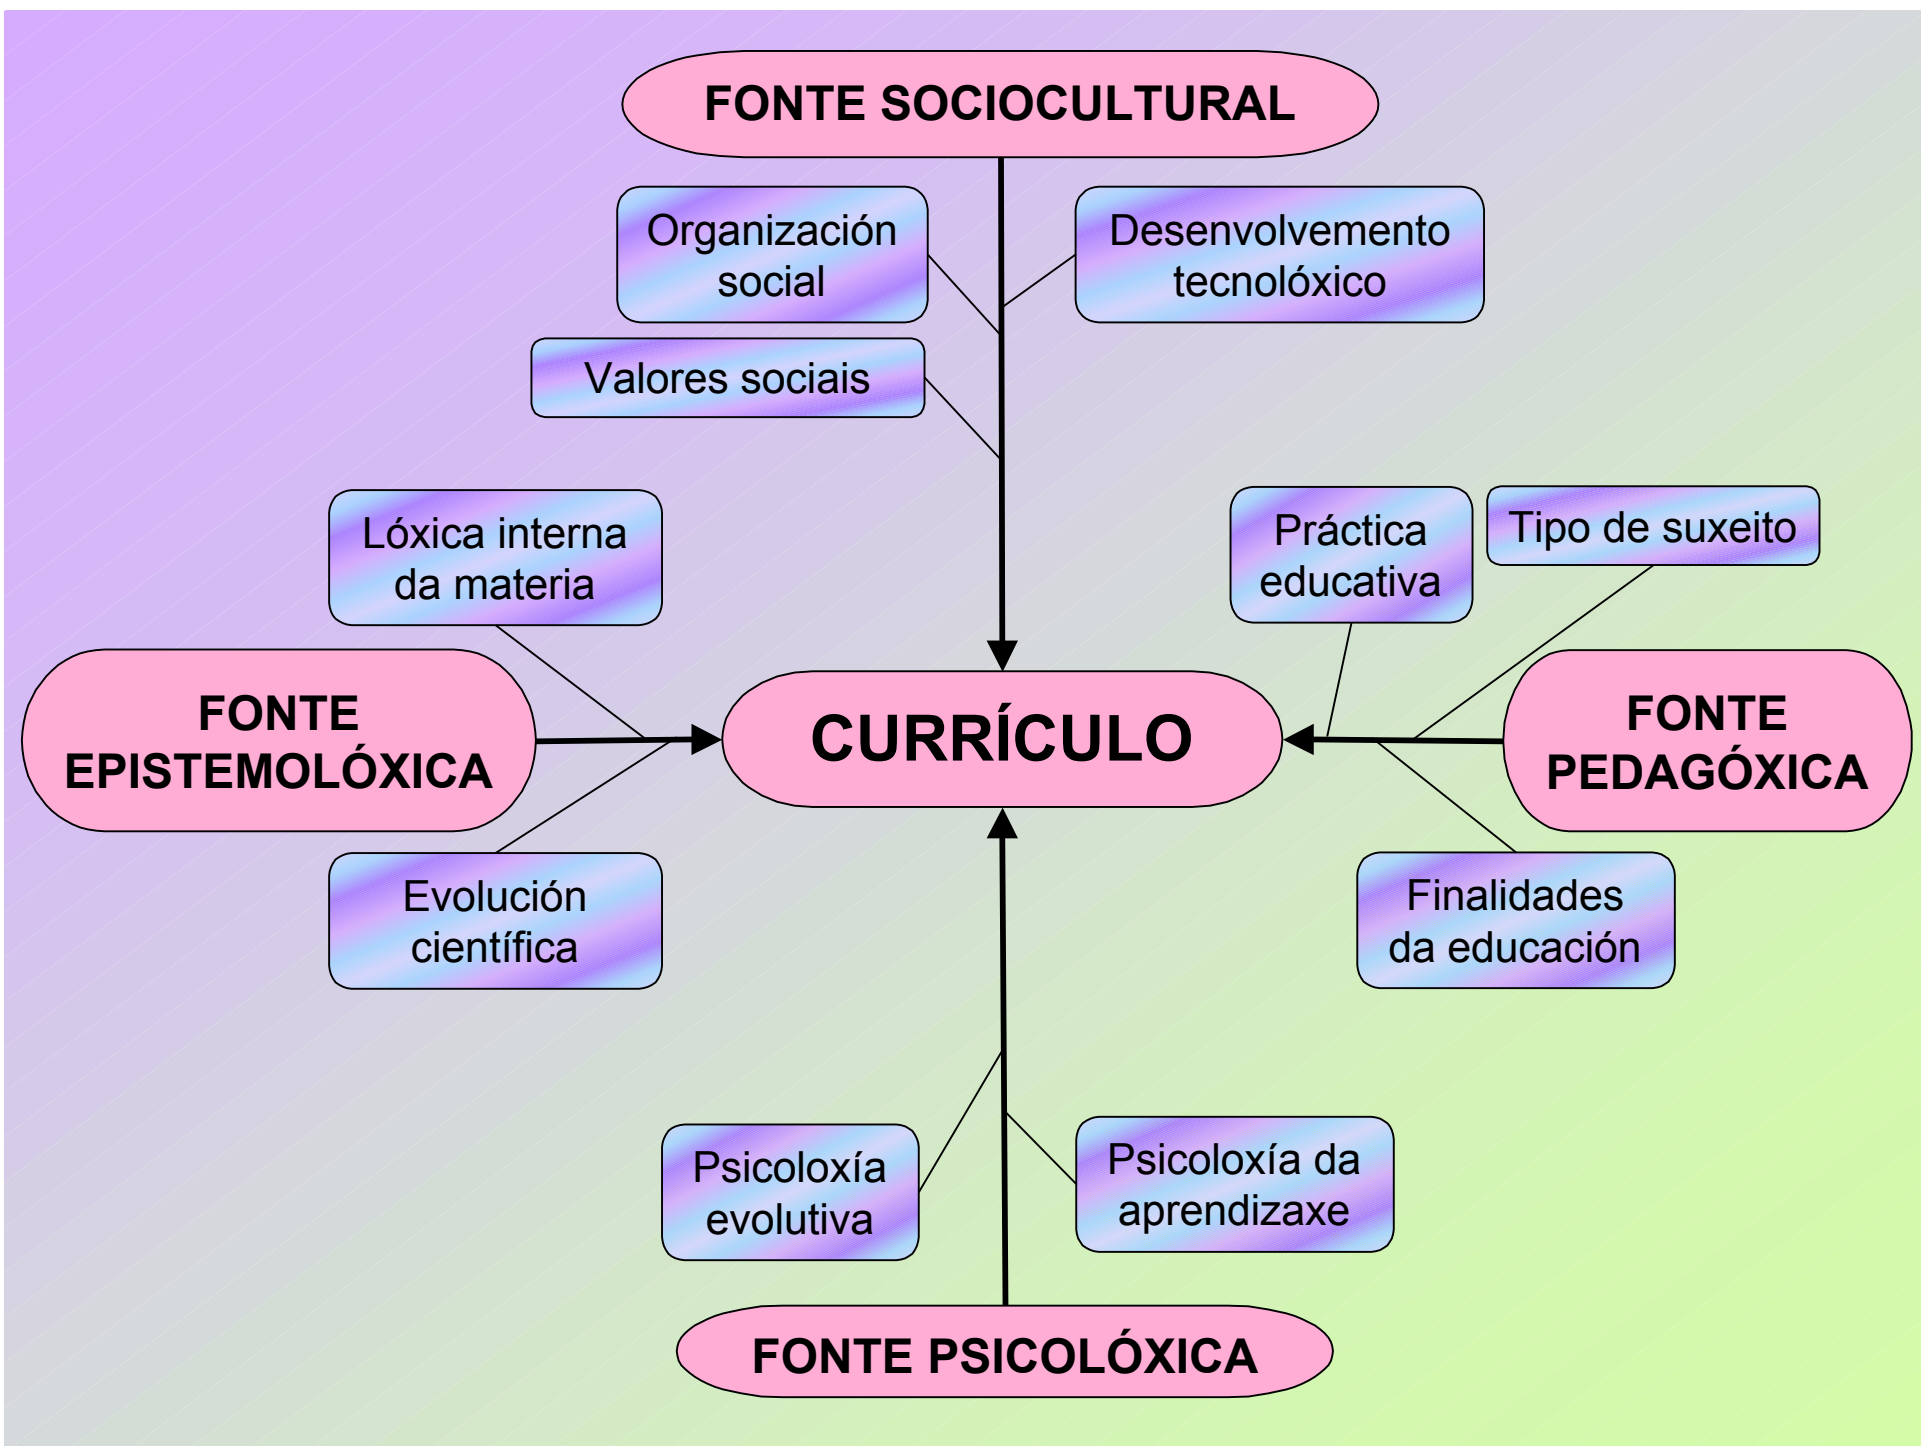 FONTE SOCIOCULTURAL
Organización
social
Desenvolvemento
tecnolóxico
Valores sociais
Lóxica interna
da materia
Práctica
educativa
Tipo de suxeito
FONTE
EPISTEMOLÓXICA
CURRÍCULO
FONTE
PEDAGÓXICA
Evolución
científica
Finalidades
da educación
Psicoloxía
evolutiva
Psicoloxía da
aprendizaxe
FONTE PSICOLÓXICA